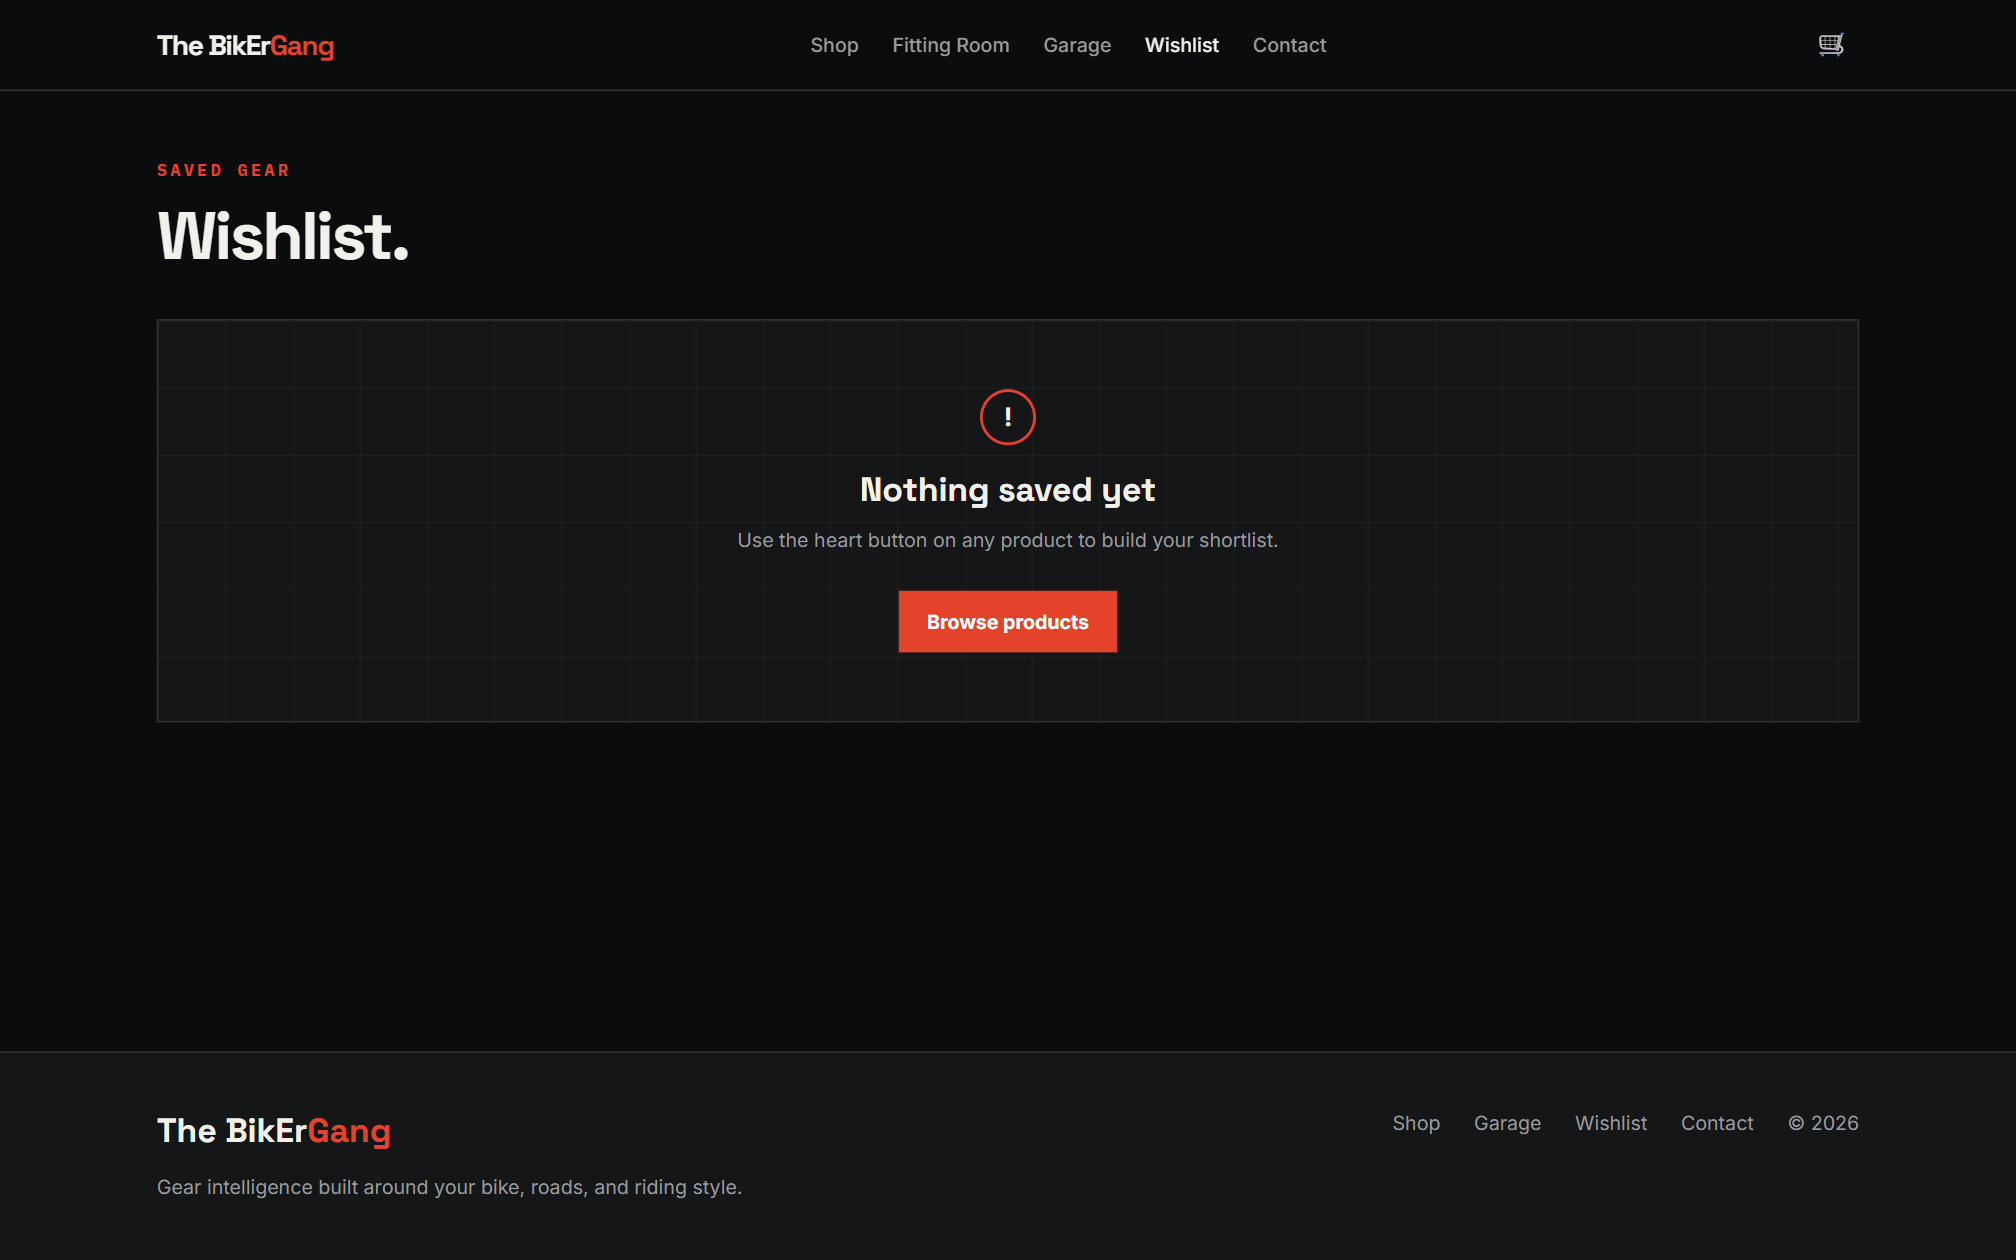 The BikErGang
Shop Fitting Room Garage Wishlist Contact
SAVED GEAR
Wishlist.
!
Nothing saved yet
Use the heart button on any product to build your shortlist.
Browse products
The BikErGang
Shop Garage Wishlist Contact © 2026
Gear intelligence built around your bike, roads, and riding style.